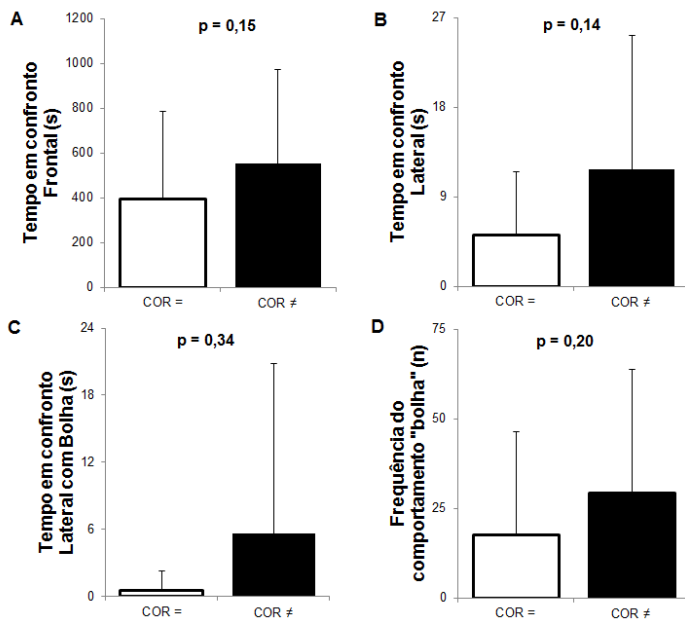 A
p = 0,15
Tempo em confronto
Frontal (s)
1200
1000
800
600
400
200
0
COR =
COR ≠
B
p = 0,14
Tempo em confronto
Lateral (s)
27
18
9
0
COR =
COR ≠
C
p = 0,34
Tempo em confronto
Lateral com Bolha (s)
24
18
12
6
0
COR =
COR ≠
D
p = 0,20
Frequência do
comportamento "bolha" (n)
75
50
25
0
COR =
COR ≠